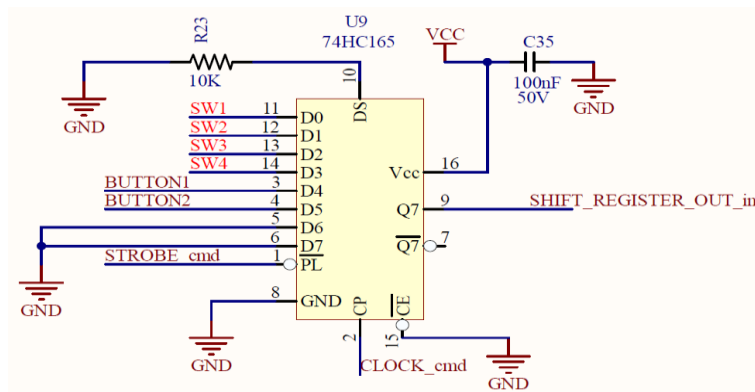 U9
74HC165
R23
10K
GND
VCC
C35
100nF
50V
GND
10
DS
SW1 11 D0
SW2 12 D1
SW3 13 D2
SW4 14 D3
BUTTON1 3 D4
BUTTON2 4 D5
5 D6
6 D7
STROBE_cmd 1 PL
8 GND
Vcc 16
Q7 9 SHIFT_REGISTER_OUT_in
Q7 7
GND
GND
CP
2
CE
15
CLOCK_cmd
GND